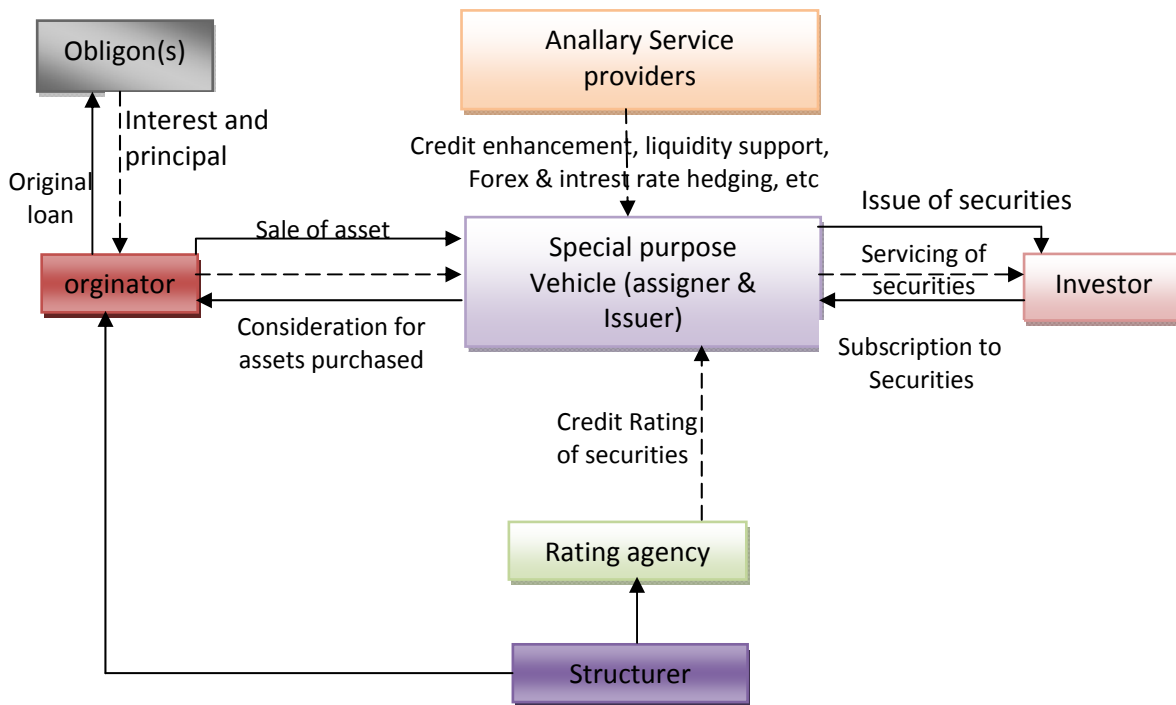 Obligon(s)
Anallary Service
providers
Interest and
principal
Original
loan
Credit enhancement, liquidity support,
Forex & intrest rate hedging, etc
Issue of securities
Sale of asset
orginator
Special purpose
Vehicle (assigner &
Issuer)
Servicing of
securities
Investor
Consideration for
assets purchased
Subscription to
Securities
Credit Rating
of securities
Rating agency
Structurer